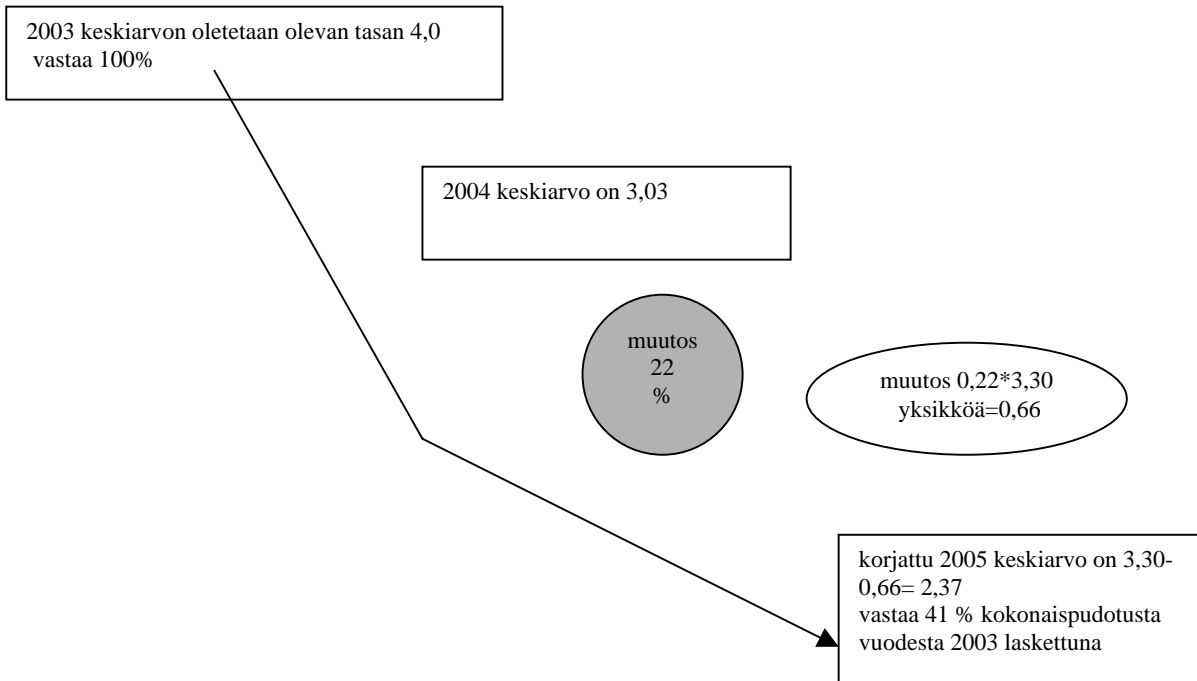 2003 keskiarvon oletetaan olevan tasan 4,0
vastaa 100%
2004 keskiarvo on 3,03
muutos
22
%
muutos 0,22*3,30
yksikköä=0,66
korjattu 2005 keskiarvo on 3,30-
0,66= 2,37
vastaa 41 % kokonaispudotusta
vuodesta 2003 laskettuna